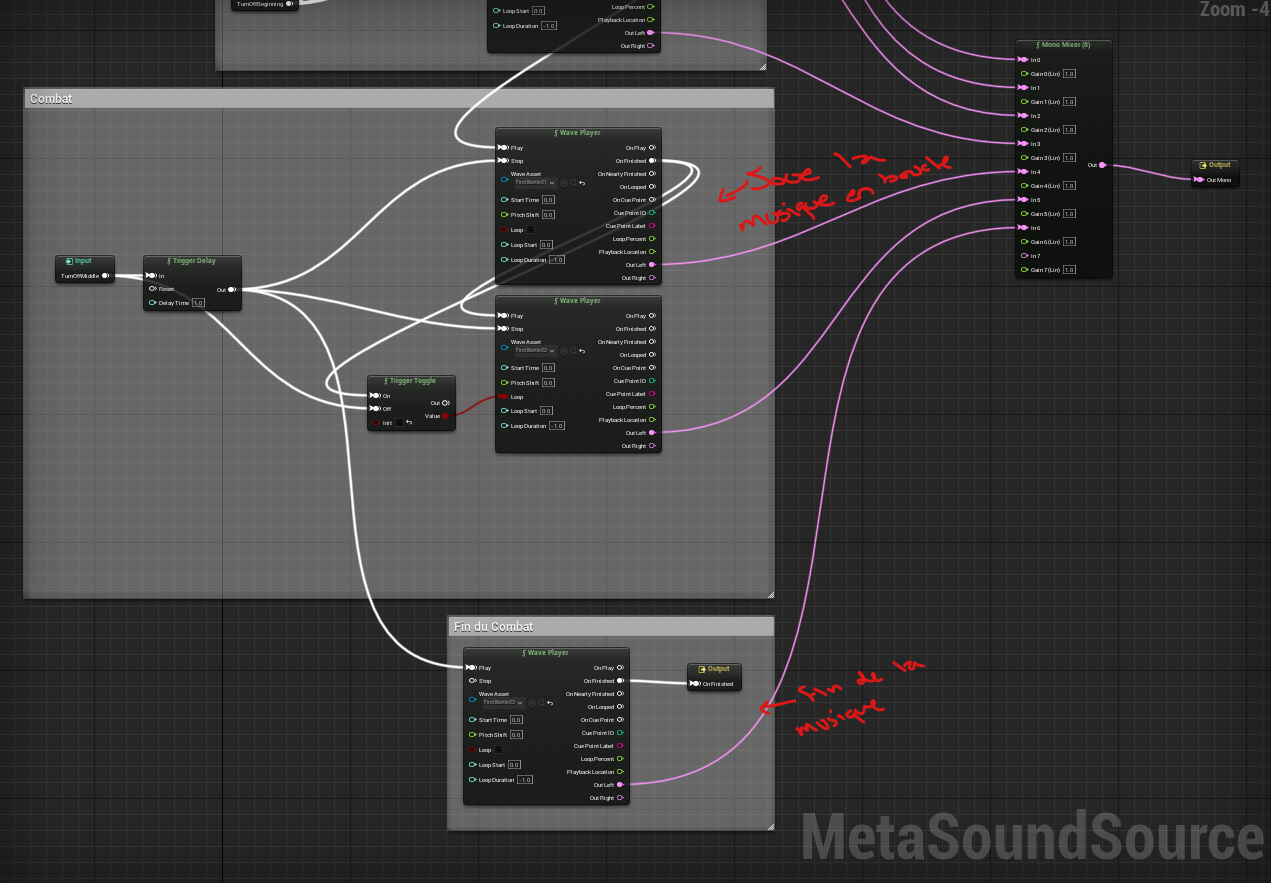 Zoom -4
TurnOffBeginning
Loop Start 0.0
Loop Duration -1.0
Loop Percent
Playback Location
Out Left
Out Right
Combat
Wave Player
Play
Stop
Wave Asset
FirstBattle01
Start Time 0.0
Pitch Shift 0.0
Loop
Loop Start 0.0
Loop Duration -1.0
On Play
On Finished
On Nearly Finished
On Looped
On Cue Point
Cue Point ID
Cue Point Label
Loop Percent
Playback Location
Out Left
Out Right
Input
TurnOffMiddle
Trigger Delay
In
Reset
Delay Time 1.0
Out
Wave Player
Play
Stop
Wave Asset
FirstBattle02
Start Time 0.0
Pitch Shift 0.0
Loop
Loop Start 0.0
Loop Duration -1.0
On Play
On Finished
On Nearly Finished
On Looped
On Cue Point
Cue Point ID
Cue Point Label
Loop Percent
Playback Location
Out Left
Out Right
Trigger Toggle
On
Off
Init
Out
Value
la
musique en boucle
Mono Mixer (8)
In 0
Gain 0 (Lin) 1.0
In 1
Gain 1 (Lin) 1.0
In 2
Gain 2 (Lin) 1.0
In 3
Gain 3 (Lin) 1.0
In 4
Gain 4 (Lin) 1.0
In 5
Gain 5 (Lin) 1.0
In 6
Gain 6 (Lin) 1.0
In 7
Gain 7 (Lin) 1.0
Out
Output
Out Mono
Fin du Combat
Wave Player
Play
Stop
Wave Asset
FirstBattle03
Start Time 0.0
Pitch Shift 0.0
Loop
Loop Start 0.0
Loop Duration -1.0
On Play
On Finished
On Nearly Finished
On Looped
On Cue Point
Cue Point ID
Cue Point Label
Loop Percent
Playback Location
Out Left
Out Right
Output
On Finished
Fin de la
musique
MetaSoundSource